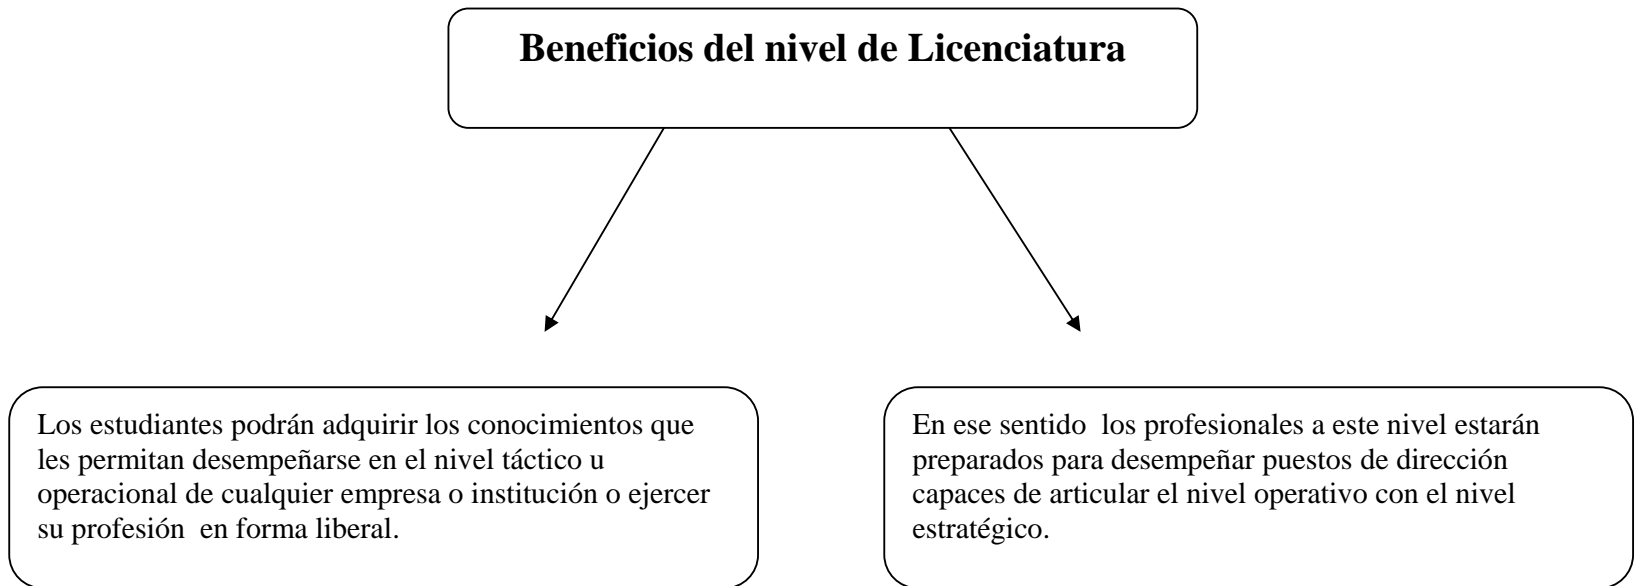 Beneficios del nivel de Licenciatura
Los estudiantes podrán adquirir los conocimientos que
les permitan desempeñarse en el nivel táctico u
operacional de cualquier empresa o institución o ejercer
su profesión  en forma liberal.
En ese sentido  los profesionales a este nivel estarán
preparados para desempeñar puestos de dirección
capaces de articular el nivel operativo con el nivel
estratégico.